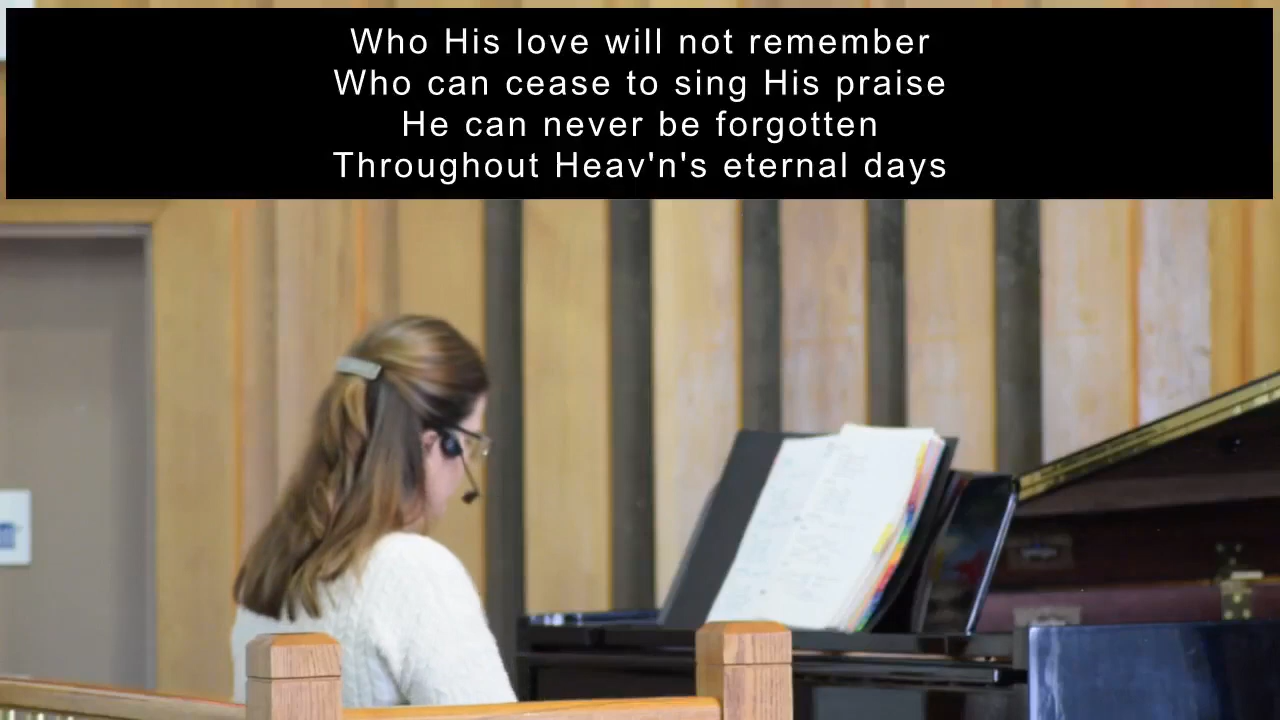 Who His love will not remember
Who can cease to sing His praise
He can never be forgotten
Throughout Heav'n's eternal days